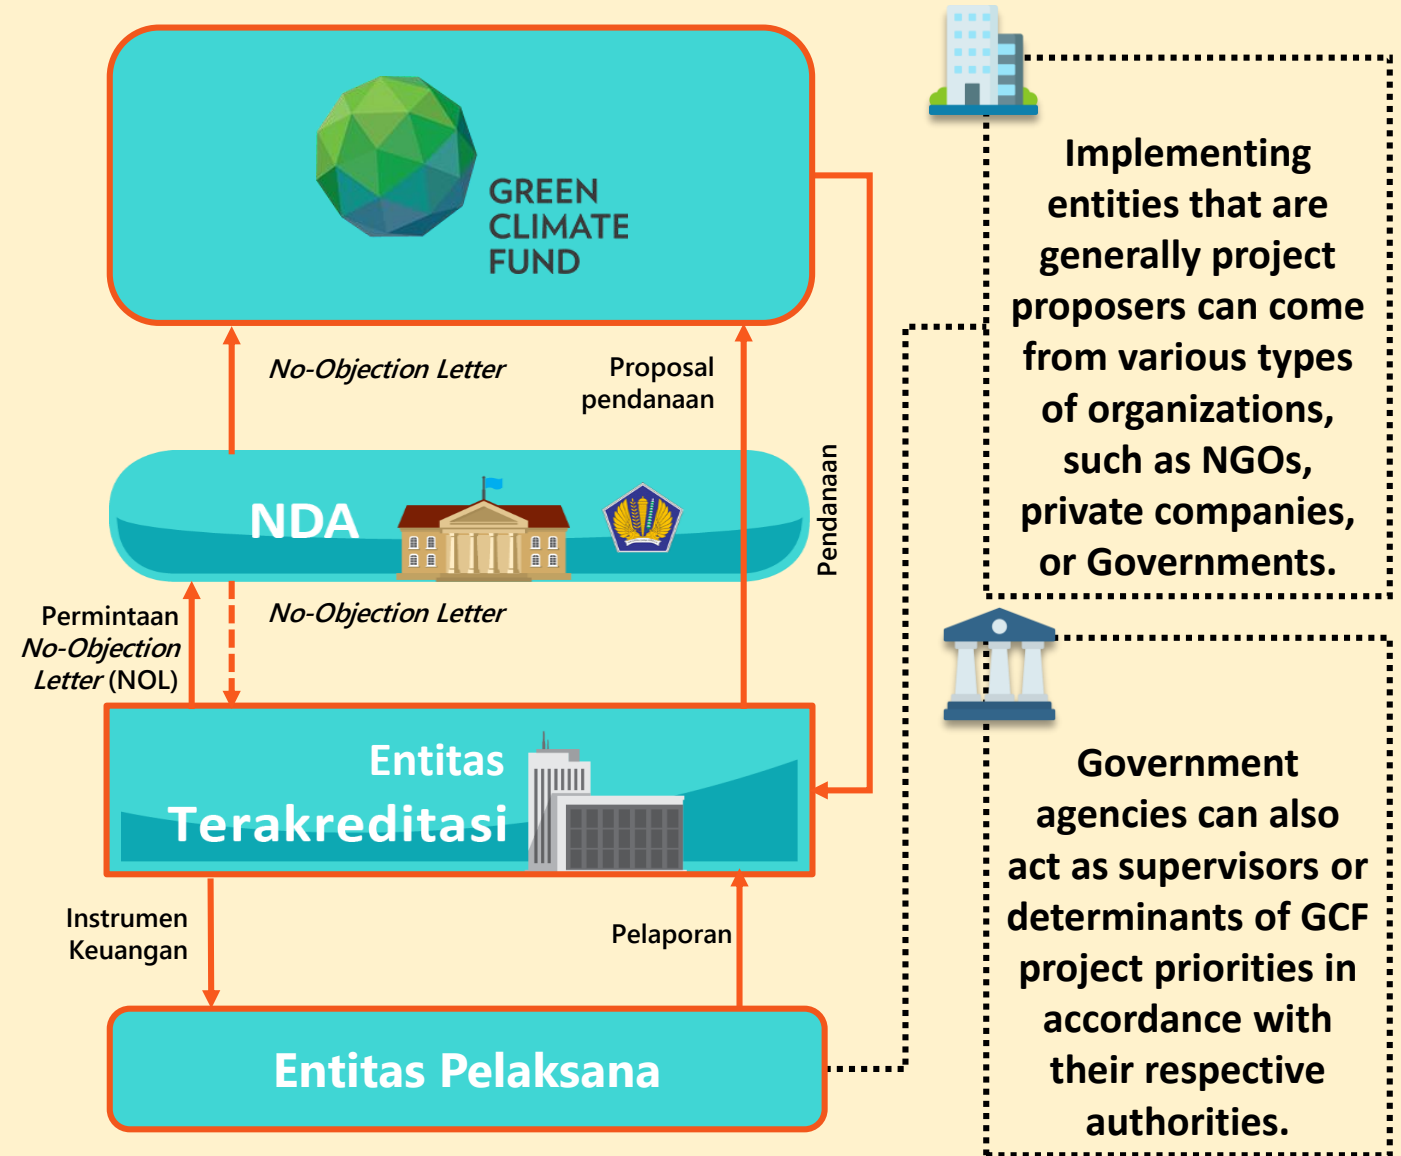 GREEN
CLIMATE
FUND
No-Objection Letter
Proposal
pendanaan
Pendanaan
NDA
Permintaan
No-Objection
Letter (NOL)
No-Objection Letter
Entitas
Terakreditasi
Instrumen
Keuangan
Pelaporan
Entitas Pelaksana
Implementing
entities that are
generally project
proposers can come
from various types
of organizations,
such as NGOs,
private companies,
or Governments.
Government
agencies can also
act as supervisors or
determinants of GCF
project priorities in
accordance with
their respective
authorities.